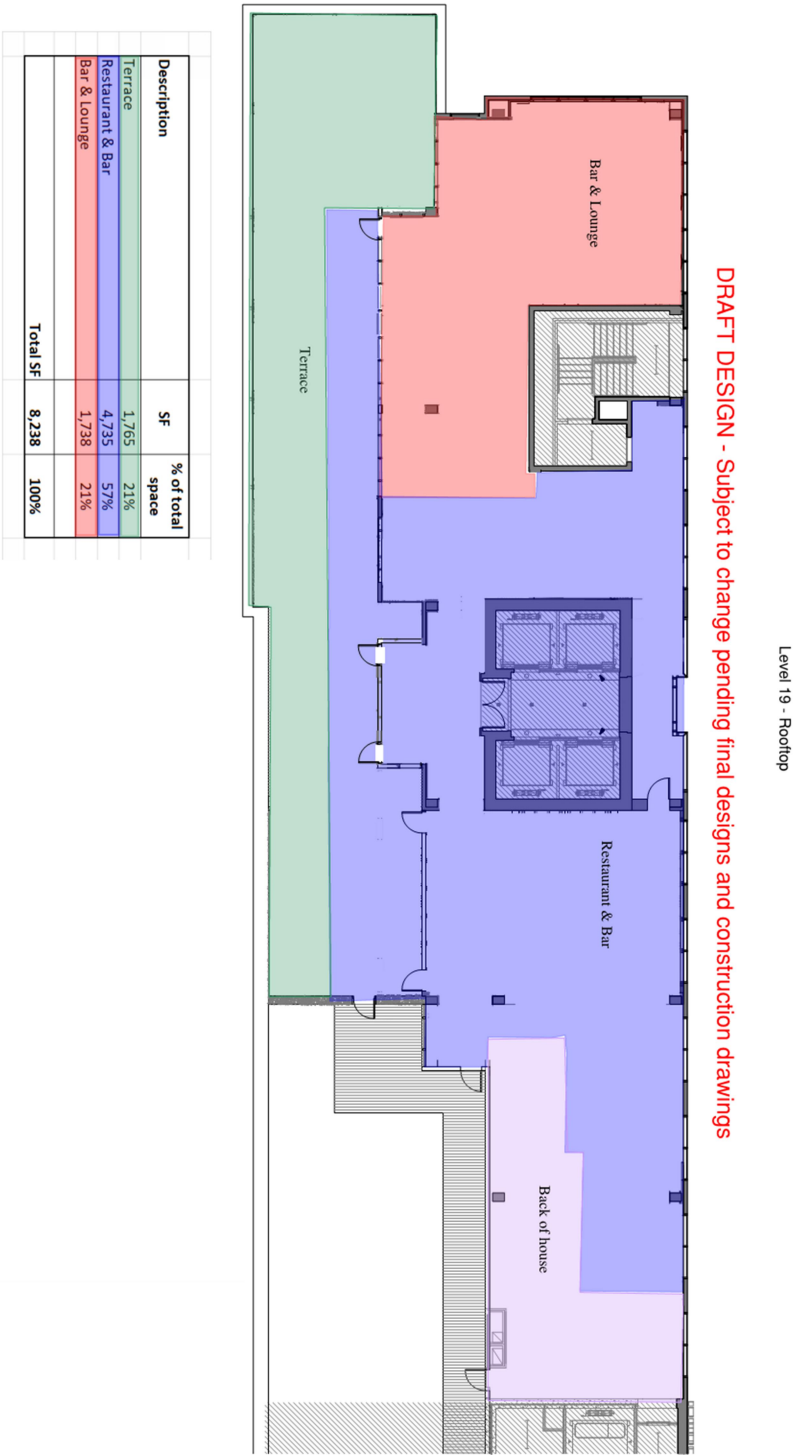 Level 19 - Rooftop
DRAFT DESIGN - Subject to change pending final designs and construction drawings
Bar & Lounge
Restaurant & Bar
Back of house
Terrace
Description SF % of total space
Terrace 1,765 21%
Restaurant & Bar 4,735 57%
Bar & Lounge 1,738 21%
Total SF 8,238 100%